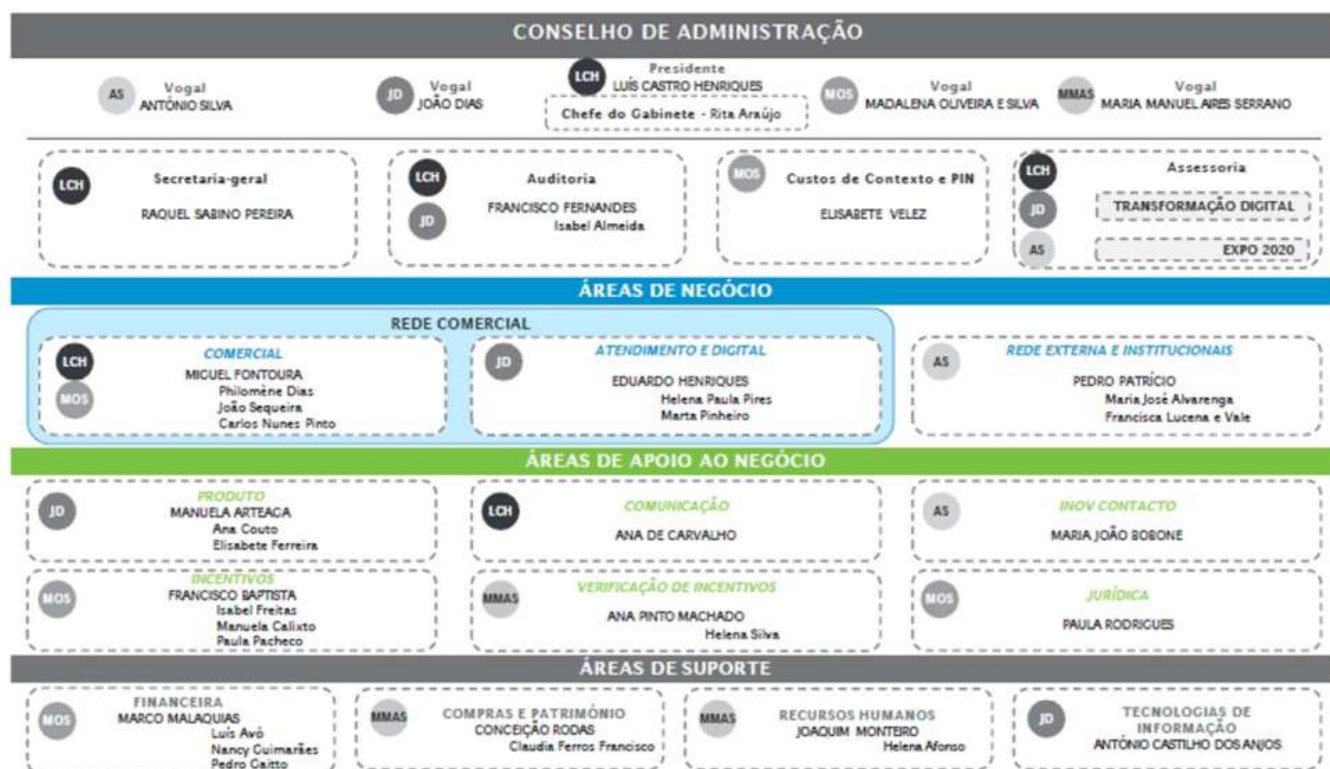 CONSELHO DE ADMINISTRAÇÃO
AS
Vogal
ANTÓNIO SILVA
JD
Vogal
JOÃO DIAS
LCH
Presidente
LUÍS CASTRO HENRIQUES
Chefe do Gabinete - Rita Araújo
MOS
Vogal
MADALENA OLIVEIRA E SILVA
MMAS
Vogal
MARIA MANUEL AIRES SERRANO
LCH
Secretaria-geral
RAQUEL SABINO PEREIRA
LCH
JD
Auditoria
FRANCISCO FERNANDES
Isabel Almeida
MOS
Custos de Contexto e PIN
ELISABETE VELEZ
LCH
JD
AS
Assessoria
TRANSFORMAÇÃO DIGITAL
EXPO 2020
ÁREAS DE NEGÓCIO
REDE COMERCIAL
LCH
MOS
COMERCIAL
MIGUEL FONTOURA
Philomène Dias
João Sequeira
Carlos Nunes Pinto
JD
ATENDIMENTO E DIGITAL
EDUARDO HENRIQUES
Helena Paula Pires
Marta Pinheiro
AS
REDE EXTERNA E INSTITUCIONAIS
PEDRO PATRÍCIO
Maria José Alvarenga
Francisca Lucena e Vale
ÁREAS DE APOIO AO NEGÓCIO
JD
PRODUTO
MANUELA ARTEAGA
Ana Couto
Elisabete Ferreira
LCH
COMUNICAÇÃO
ANA DE CARVALHO
AS
INOV CONTACTO
MARIA JOÃO BOBONE
MOS
INCENTIVOS
FRANCISCO BAPTISTA
Isabel Freitas
Manuela Calixto
Paula Pacheco
MMAS
VERIFICAÇÃO DE INCENTIVOS
ANA PINTO MACHADO
Helena Silva
MOS
JURÍDICA
PAULA RODRIGUES
ÁREAS DE SUPORTE
MOS
FINANCEIRA
MARCO MALAQUIAS
Luís Avó
Nancy Guimarães
Pedro Gaitto
MMAS
COMPRAS E PATRIMÓNIO
CONCEIÇÃO RODAS
Claudia Ferros Francisco
MMAS
RECURSOS HUMANOS
JOAQUIM MONTEIRO
Helena Afonso
JD
TECNOLOGIAS DE
INFORMAÇÃO
ANTÓNIO CASTILHO DOS ANJOS